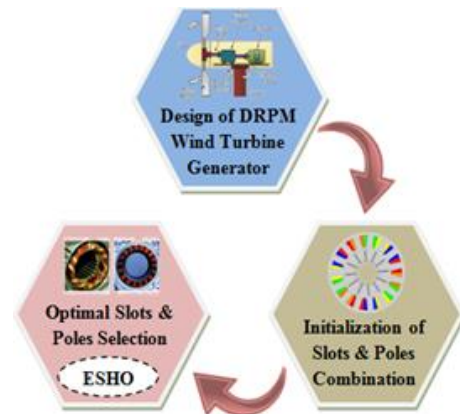 Design of DRPM
Wind Turbine
Generator
Initialization of
Slots & Poles
Combination
Optimal Slots &
Poles Selection
ESHO